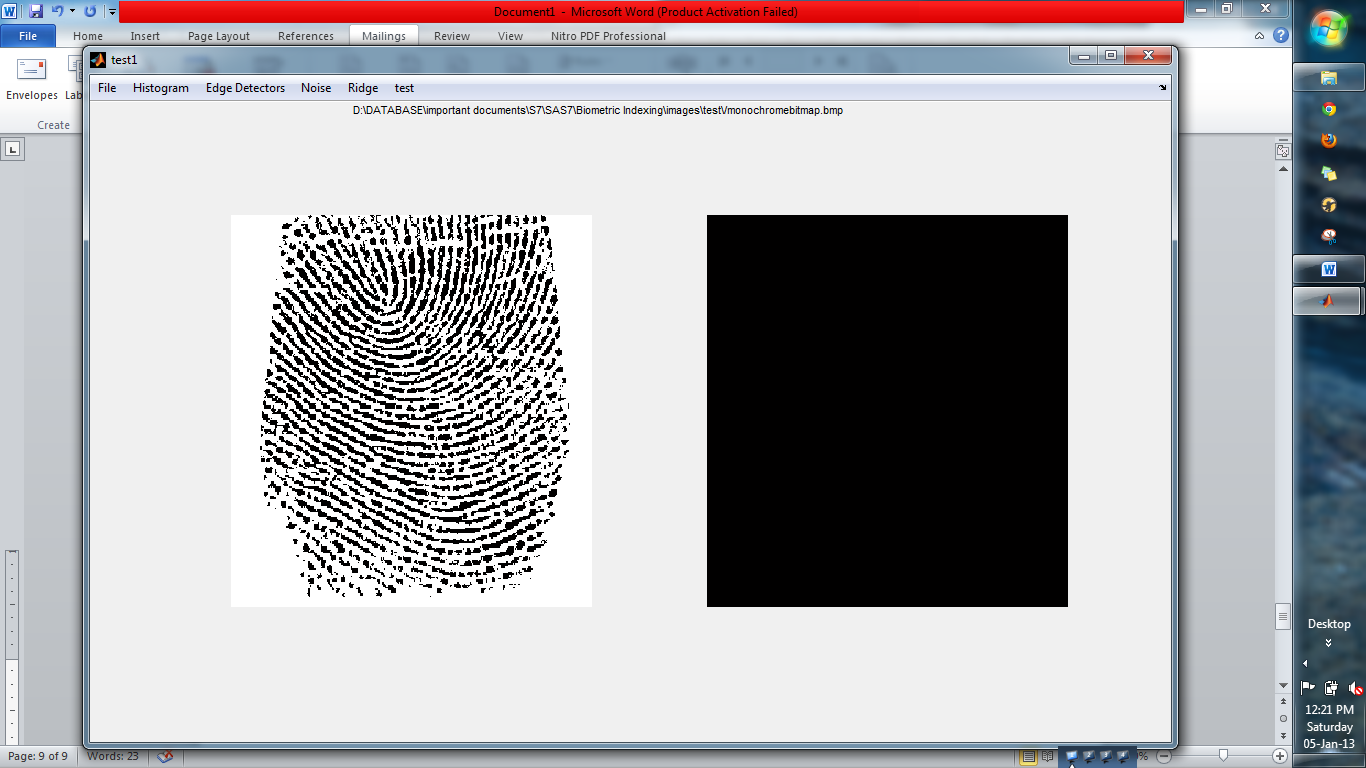 Document1 - Microsoft Word (Product Activation Failed)
File Home Insert Page Layout References Mailings Review View Nitro PDF Professional
test1
File Histogram Edge Detectors Noise Ridge test
D:\DATABASE\important documents\S7\SAS7\Biometric Indexing\images\test\/monochromebitmap.bmp
Envelopes Lab
Create
Desktop
12:21 PM
Saturday
05-Jan-13
Page: 9 of 9 Words: 23